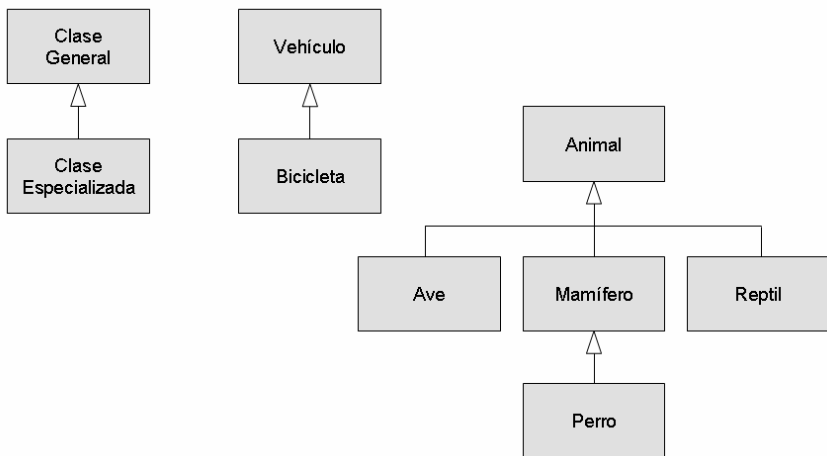 Clase
General
Vehículo
Clase
Especializada
Bicicleta
Animal
Ave
Mamífero
Reptil
Perro